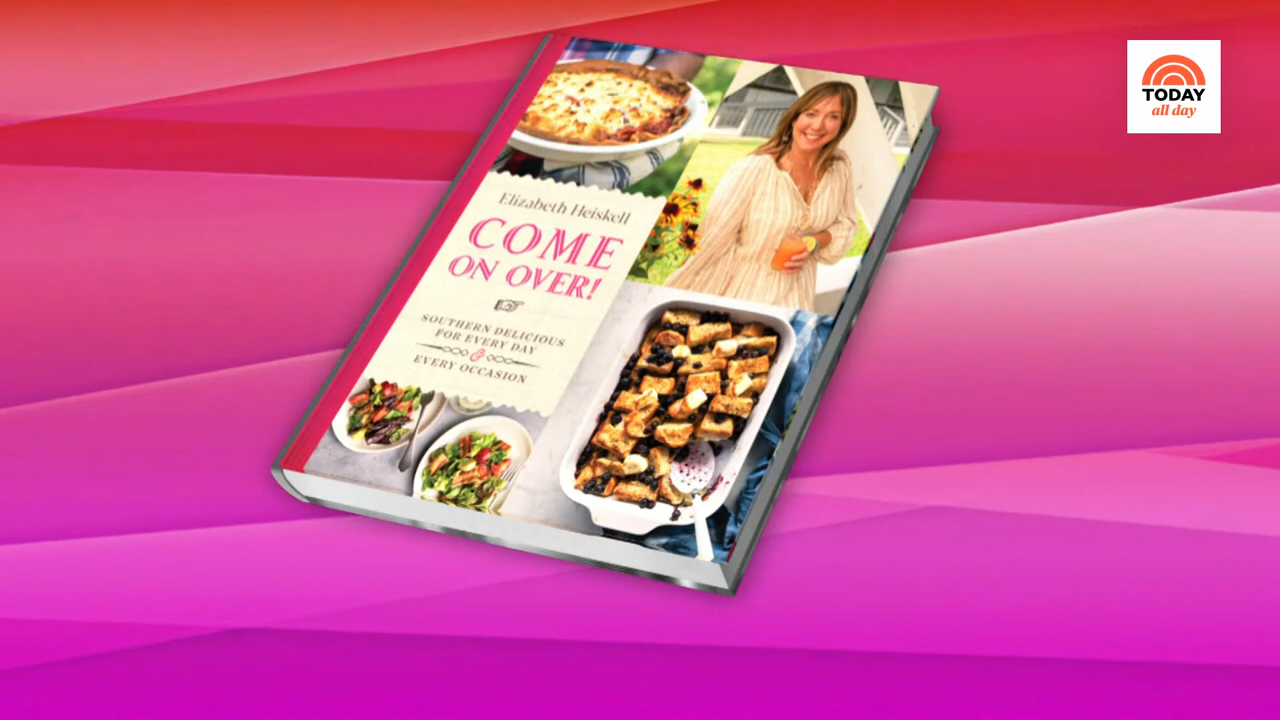 Elizabeth Heiskell
COME
ON OVER!
SOUTHERN DELICIOUS
FOR EVERY DAY
&
EVERY OCCASION
TODAY
all day